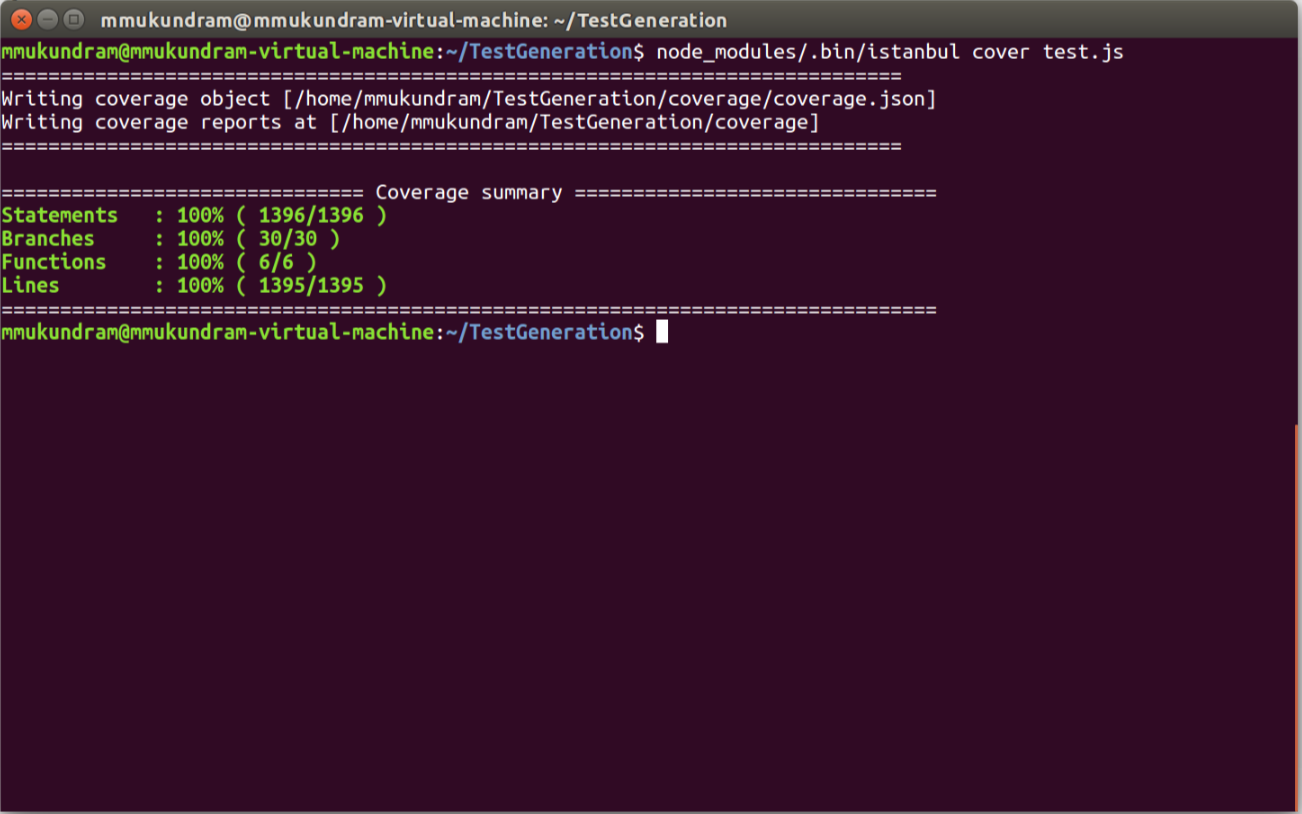 mmukundram@mmukundram-virtual-machine: ~/TestGeneration
mmukundram@mmukundram-virtual-machine:~/TestGeneration$ node_modules/.bin/istanbul cover test.js
=============================================================================
Writing coverage object [/home/mmukundram/TestGeneration/coverage/coverage.json]
Writing coverage reports at [/home/mmukundram/TestGeneration/coverage]
=============================================================================
=============================== Coverage summary ===============================
Statements   : 100% ( 1396/1396 )
Branches     : 100% ( 30/30 )
Functions    : 100% ( 6/6 )
Lines        : 100% ( 1395/1395 )
================================================================================
mmukundram@mmukundram-virtual-machine:~/TestGeneration$